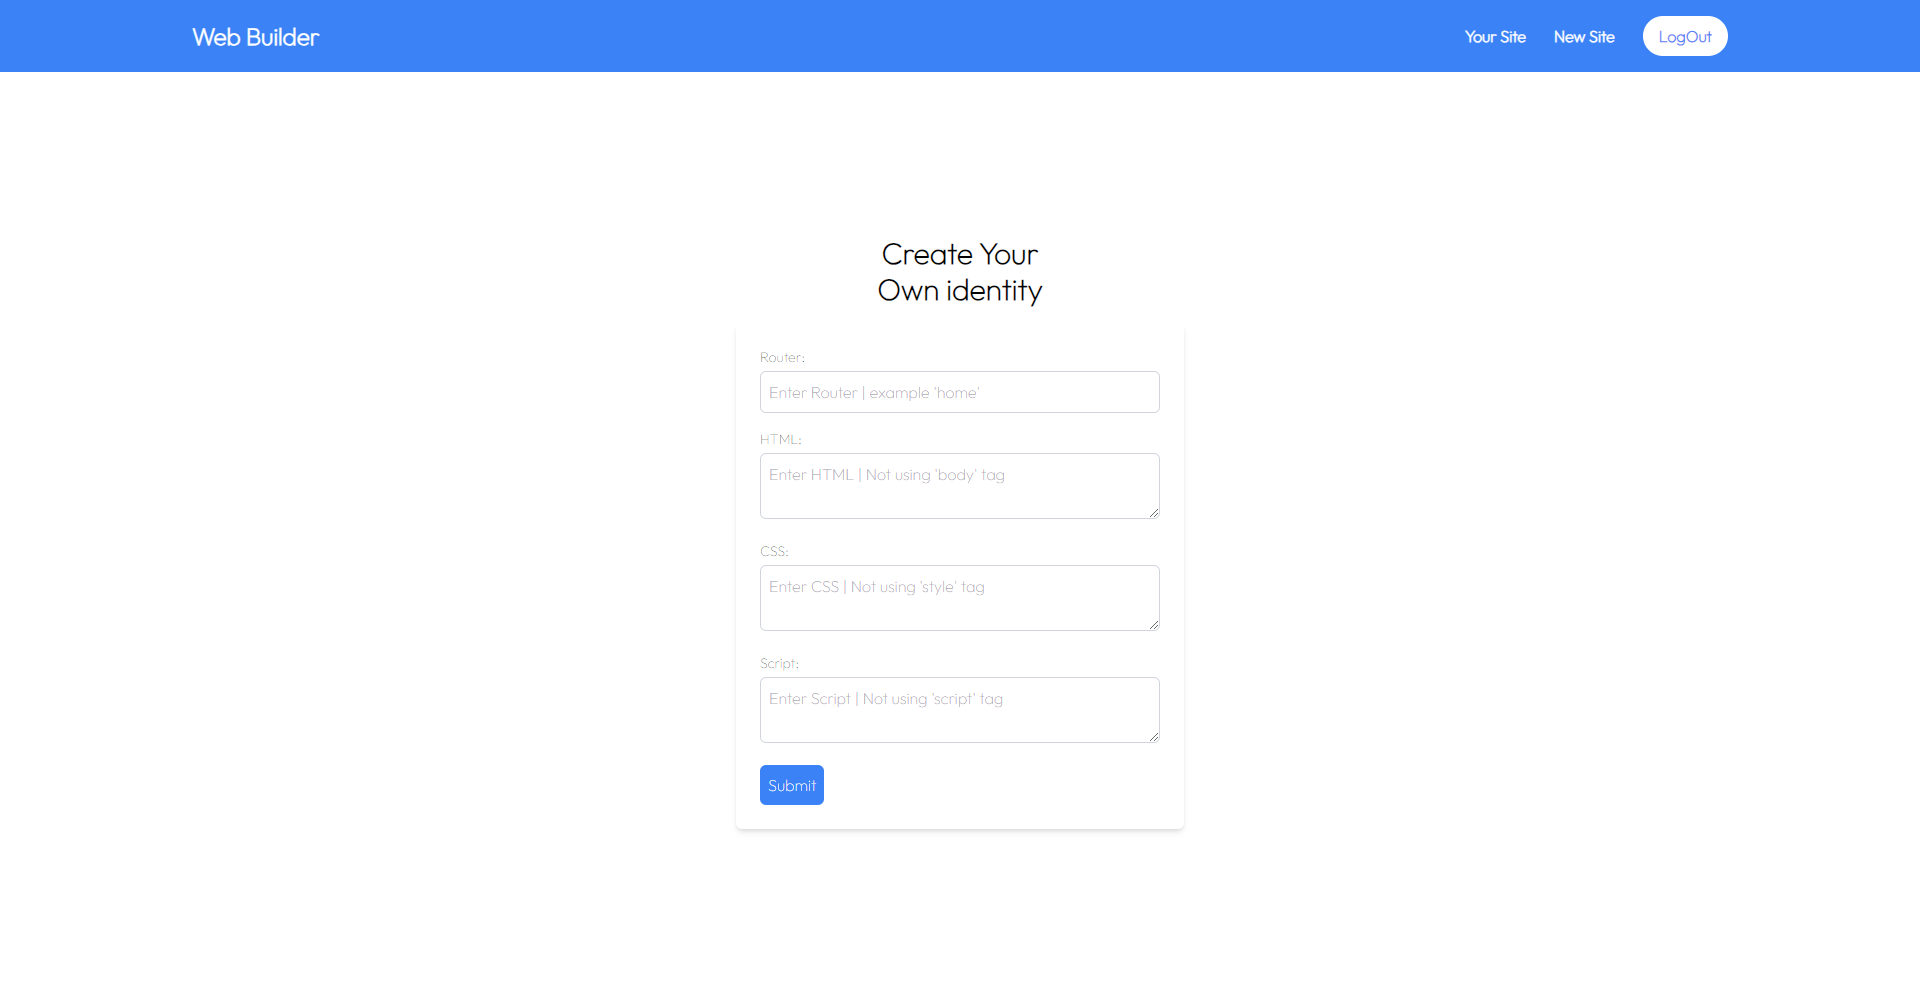 Web Builder
Your Site
New Site
LogOut
Create Your
Own identity
Router:
Enter Router | example 'home'
HTML:
Enter HTML | Not using 'body' tag
CSS:
Enter CSS | Not using 'style' tag
Script:
Enter Script | Not using 'script' tag
Submit